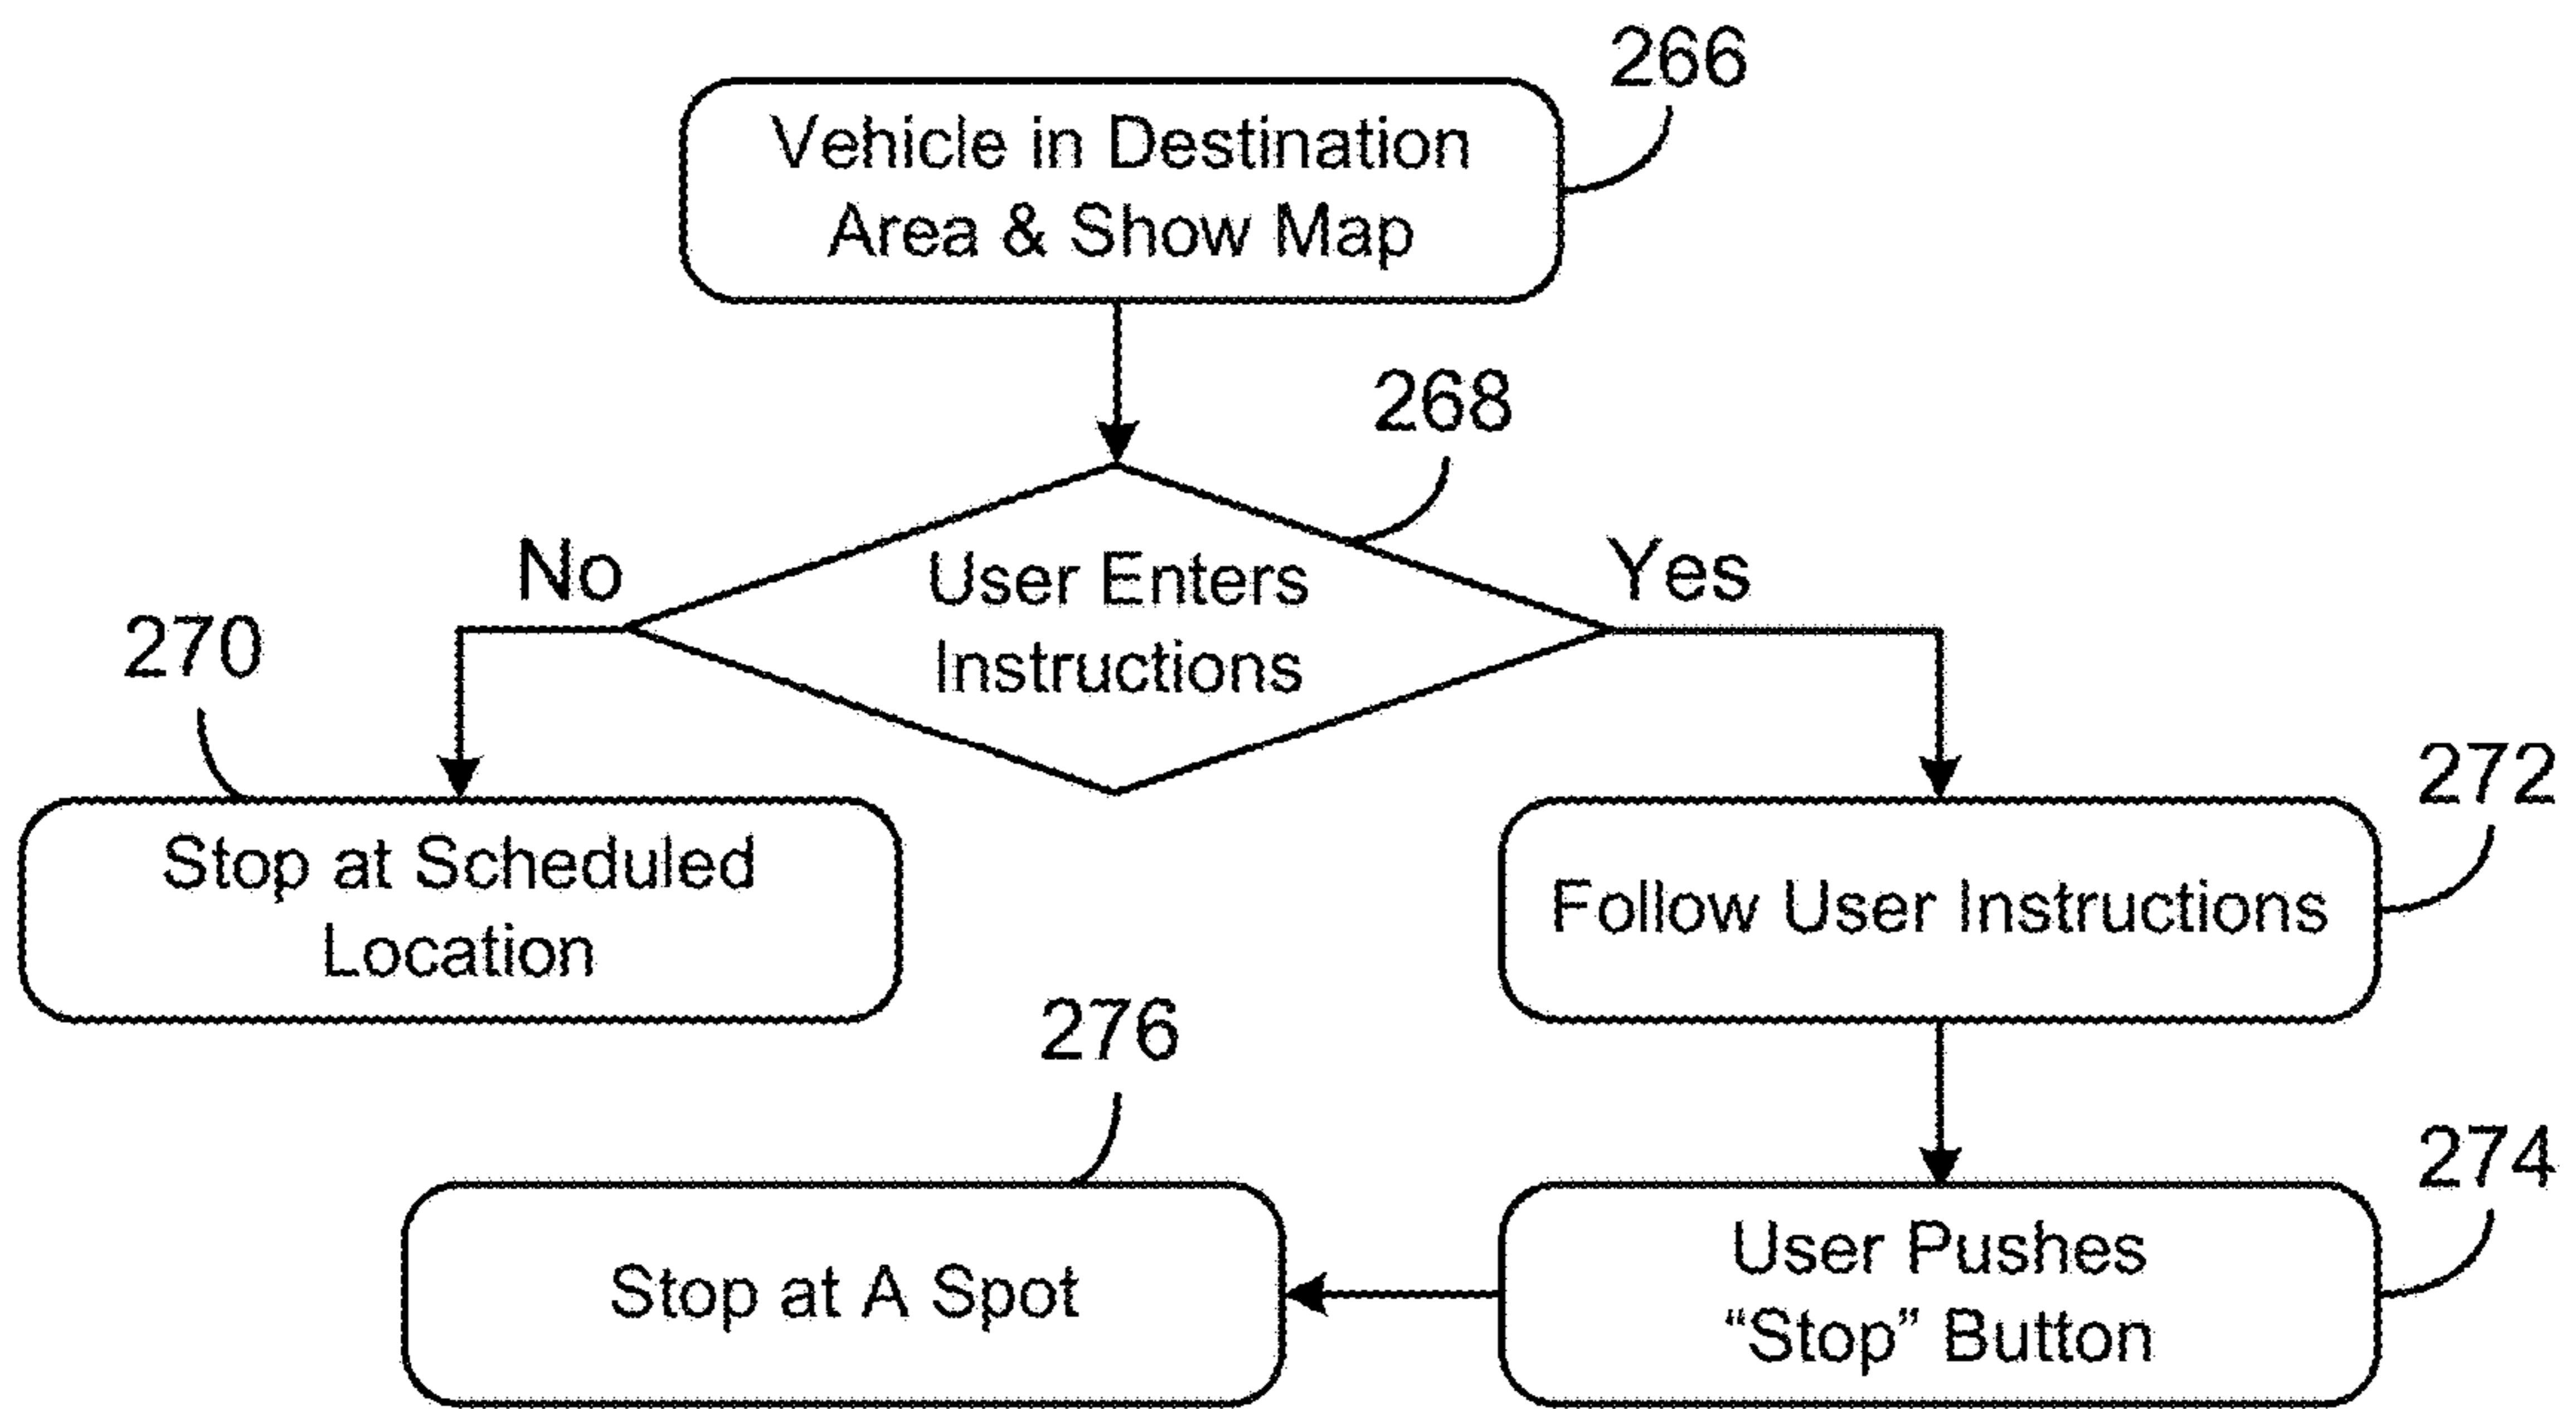 266
Vehicle in Destination
Area & Show Map
268
No
User Enters
Instructions
Yes
270
Stop at Scheduled
Location
272
Follow User Instructions
276
Stop at A Spot
274
User Pushes
“Stop” Button